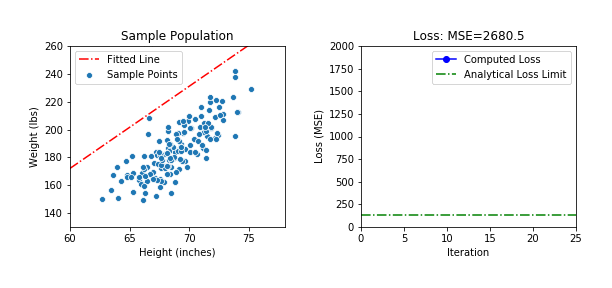 Sample Population
260
240
220
200
180
160
140
Weight (lbs)
Fitted Line
Sample Points
60
65
70
75
Height (inches)
Loss: MSE=2680.5
2000
1750
1500
1250
1000
750
500
250
0
Loss (MSE)
Computed Loss
Analytical Loss Limit
0
5
10
15
20
25
Iteration